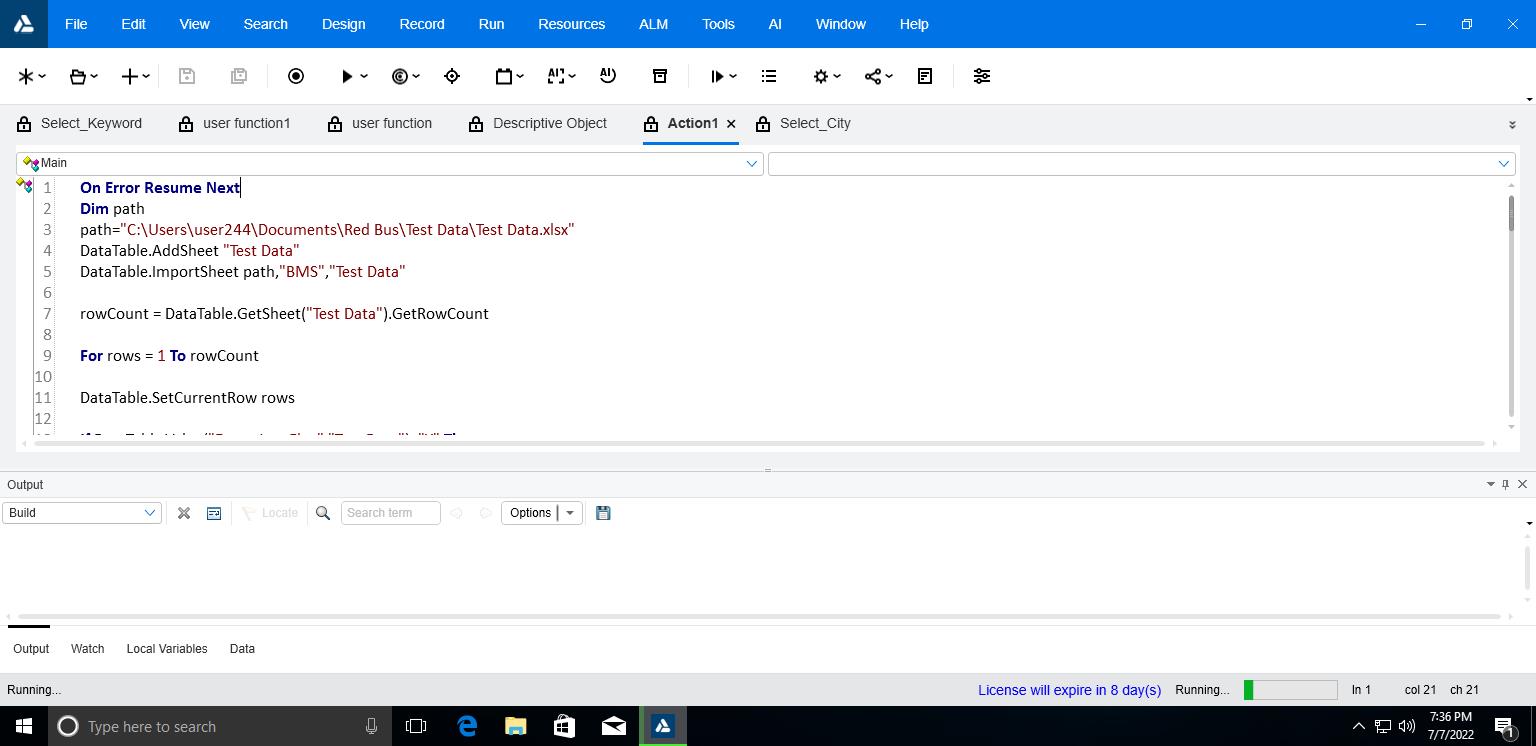 File Edit View Search Design Record Run Resources ALM Tools AI Window Help
Select_Keyword user function1 user function Descriptive Object Action1 Select_City
Main
1 On Error Resume Next
2 Dim path
3 path="C:\Users\user244\Documents\Red Bus\Test Data\Test Data.xlsx"
4 DataTable.AddSheet "Test Data"
5 DataTable.ImportSheet path,"BMS","Test Data"
6
7 rowCount = DataTable.GetSheet("Test Data").GetRowCount
8
9 For rows = 1 To rowCount
10
11 DataTable.SetCurrentRow rows
12
Output
Build Locate Search term Options
Output Watch Local Variables Data
Running... License will expire in 8 day(s) Running... ln 1 col 21 ch 21
Type here to search
7:36 PM
7/7/2022
1